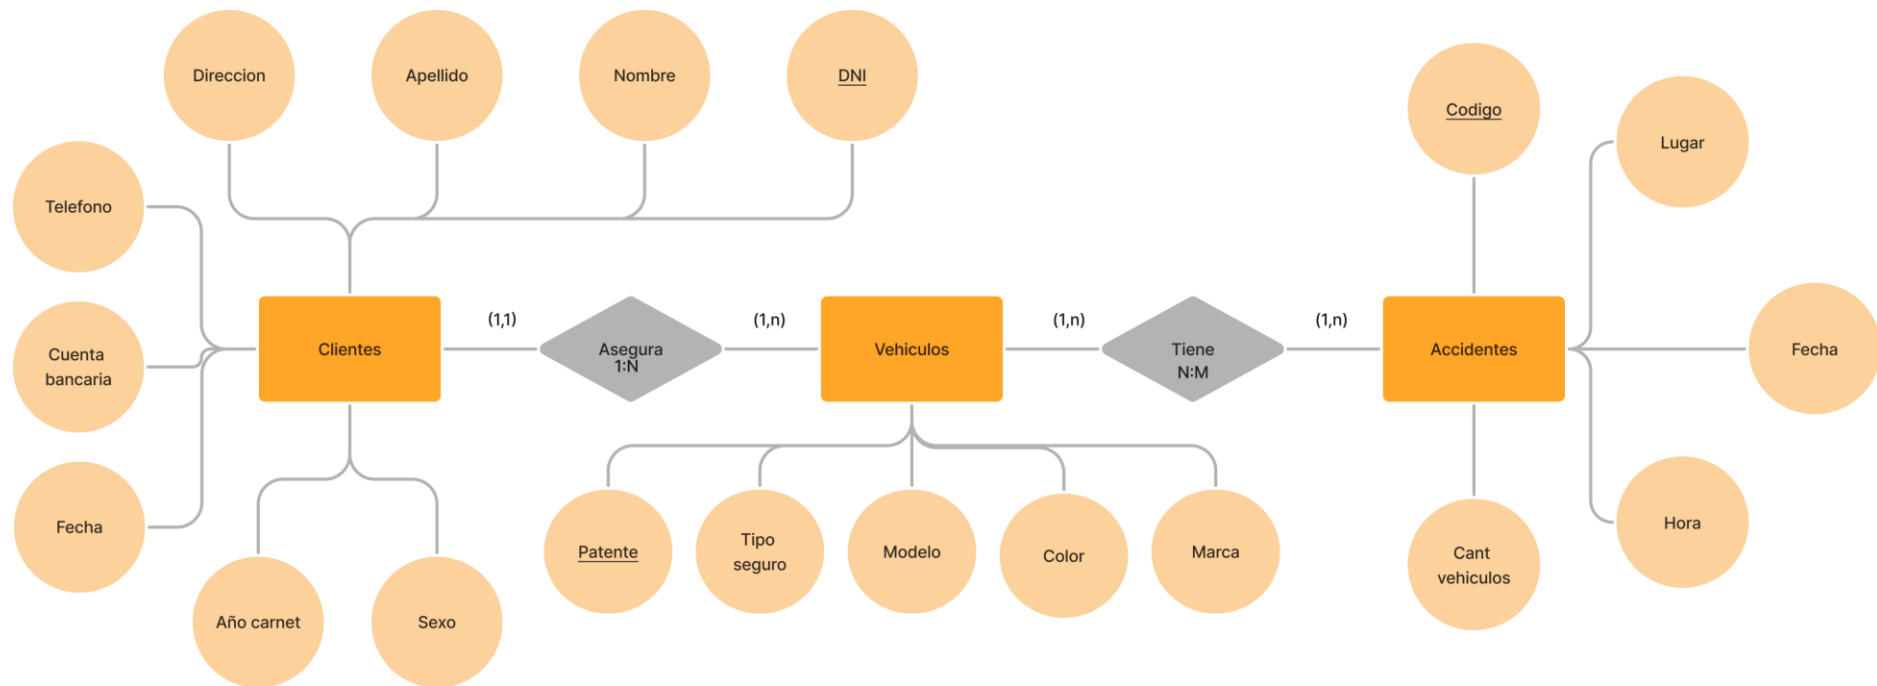 Direccion
Apellido
Nombre
DNI
Codigo
Lugar
Telefono
(1,1)
(1,n)
(1,n)
(1,n)
Clientes
Asegura
1:N
Vehiculos
Tiene
N:M
Accidentes
Fecha
Cuenta
bancaria
Fecha
Patente
Tipo
seguro
Modelo
Color
Marca
Cant
vehiculos
Hora
Año carnet
Sexo